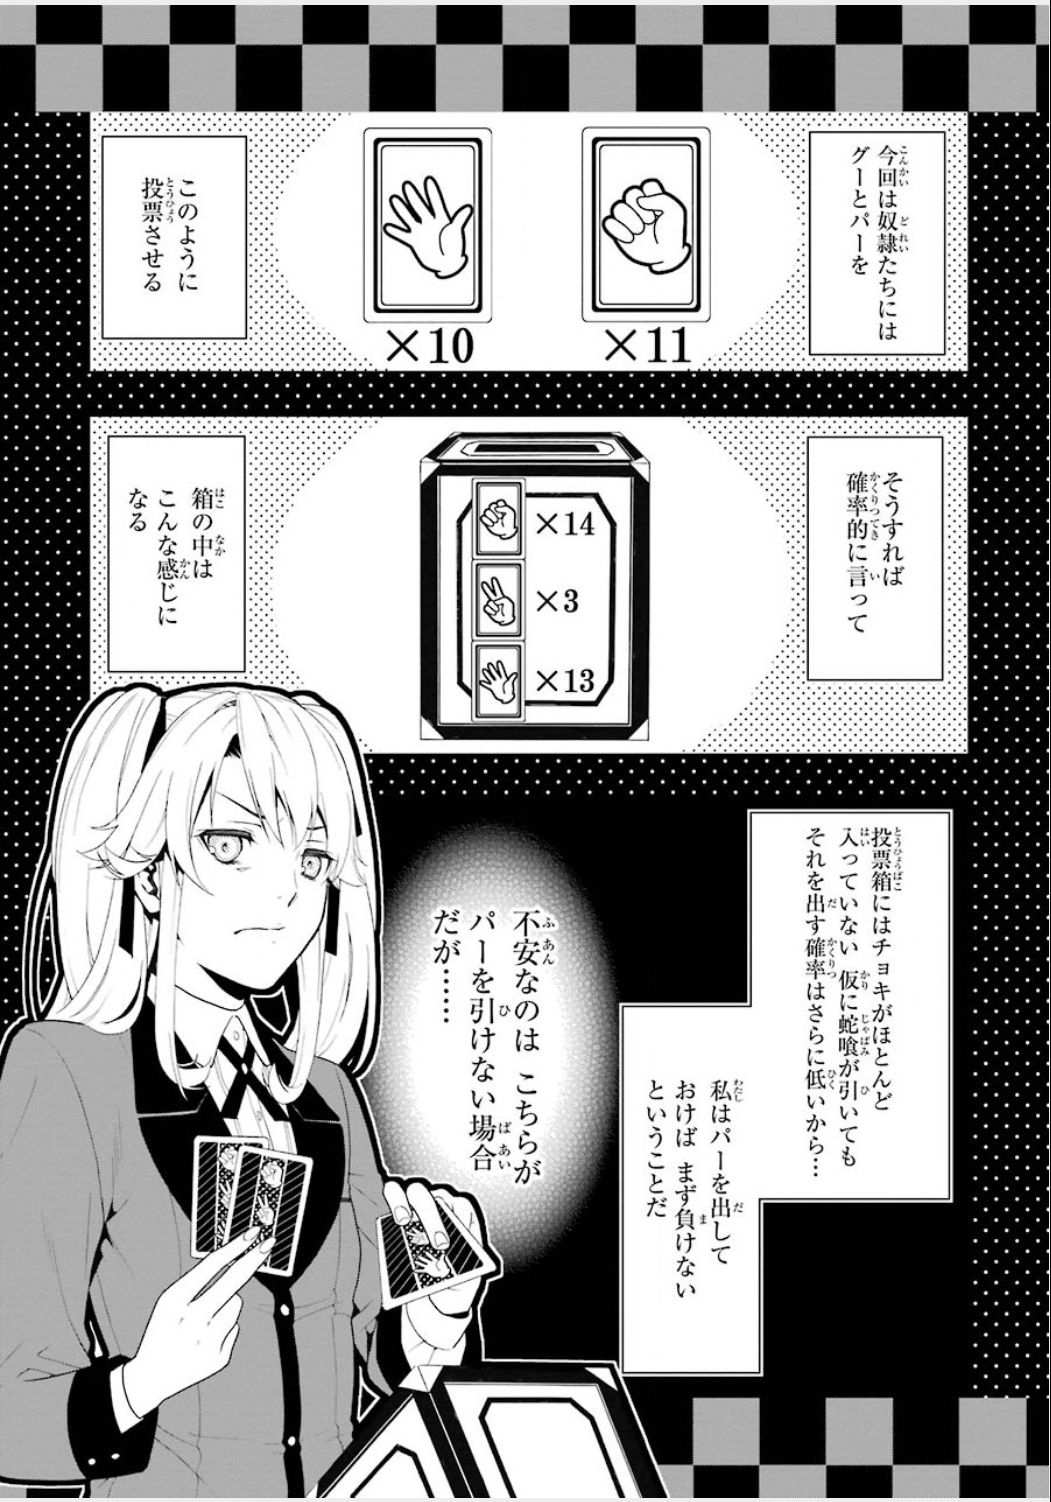 今回は奴隷たちには
グーとパーを
×11
×10
このように
投票させる
そうすれば
確率的に言って
×14
×3
×13
箱の中は
こんな感じに
なる
投票箱にはチョキがほとんど
入っていない 仮に蛇喰が引いても
それを出す確率はさらに低いから…
私はパーを出して
おけば まず負けない
ということだ
不安なのは こちらが
パーを引けない場合
だが……